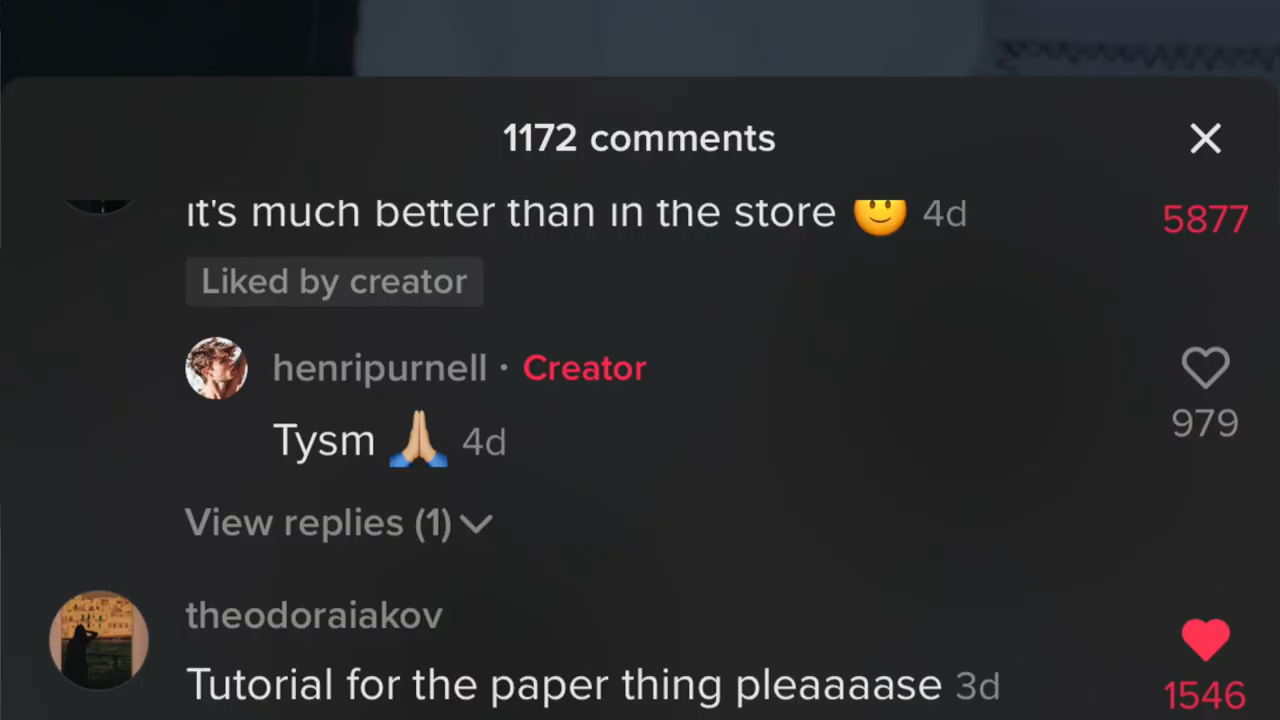 1172 comments
it's much better than in the store 🙂 4d
5877
Liked by creator
henripurnell · Creator
Tysm 🙏🏼 4d
979
View replies (1)
theodoraiakov
Tutorial for the paper thing pleaaaase 3d
1546